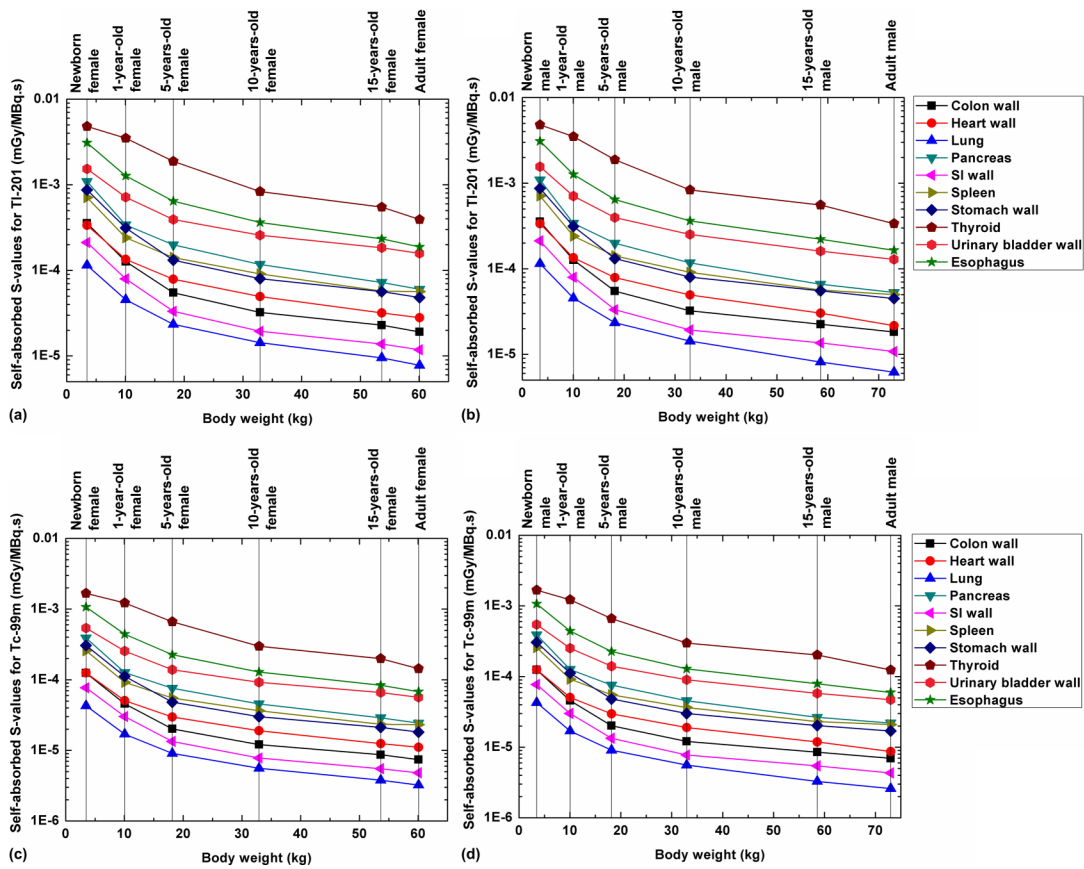 Newborn female
1-year-old female
5-years-old female
10-years-old female
15-years-old female
Adult female
Self-absorbed S-values for Tl-201 (mGy/MBq.s)
0.01
1E-3
1E-4
1E-5
0 10 20 30 40 50 60
Body weight (kg)
(a)
Newborn male
1-year-old male
5-years-old male
10-years-old male
15-years-old male
Adult male
Self-absorbed S-values for Tl-201 (mGy/MBq.s)
0.01
1E-3
1E-4
1E-5
0 10 20 30 40 50 60 70
Body weight (kg)
(b)
Colon wall
Heart wall
Lung
Pancreas
SI wall
Spleen
Stomach wall
Thyroid
Urinary bladder wall
Esophagus
Newborn female
1-year-old female
5-years-old female
10-years-old female
15-years-old female
Adult female
Self-absorbed S-values for Tc-99m (mGy/MBq.s)
0.01
1E-3
1E-4
1E-5
1E-6
0 10 20 30 40 50 60
Body weight (kg)
(c)
Newborn male
1-year-old male
5-years-old male
10-years-old male
15-years-old male
Adult male
Self-absorbed S-values for Tc-99m (mGy/MBq.s)
0.01
1E-3
1E-4
1E-5
1E-6
0 10 20 30 40 50 60 70
Body weight (kg)
(d)
Colon wall
Heart wall
Lung
Pancreas
SI wall
Spleen
Stomach wall
Thyroid
Urinary bladder wall
Esophagus